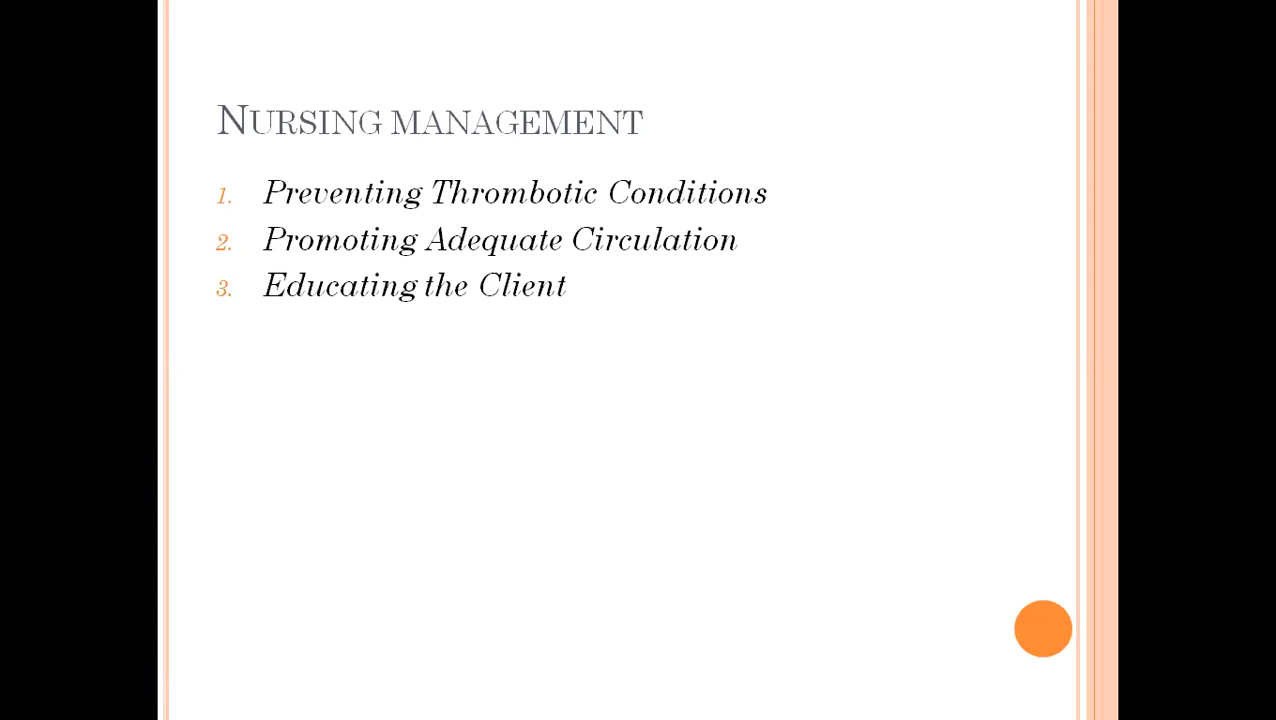 NURSING MANAGEMENT
1. Preventing Thrombotic Conditions
2. Promoting Adequate Circulation
3. Educating the Client